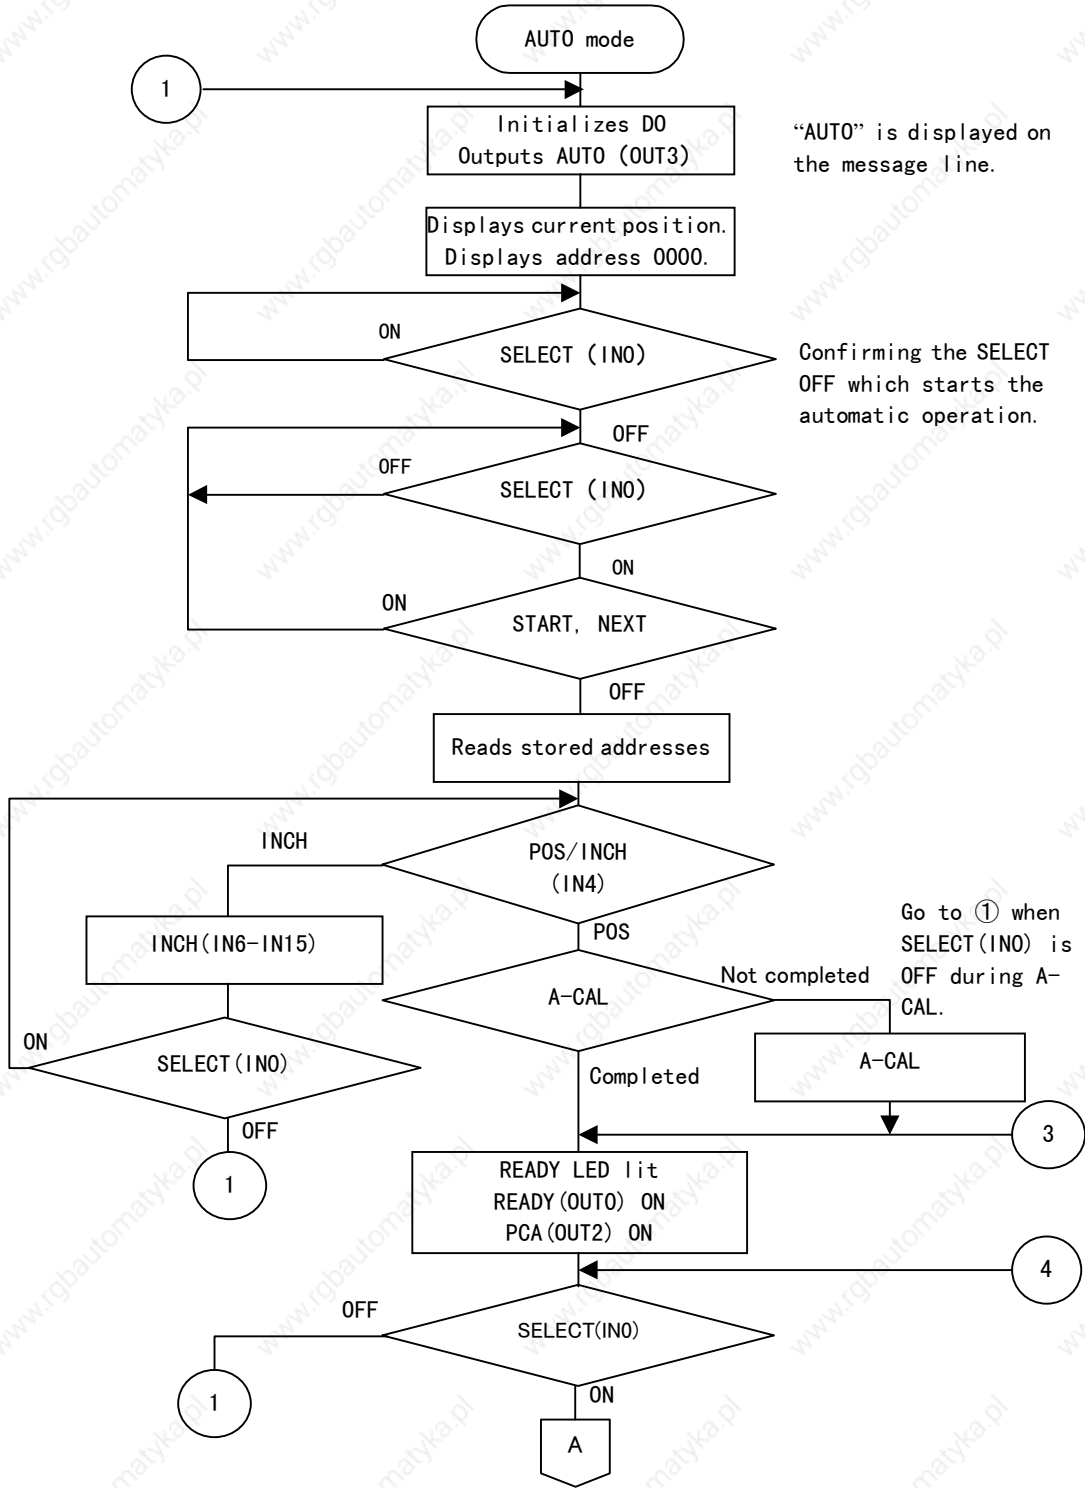 AUTO mode
1
Initializes DO
Outputs AUTO (OUT3)
“AUTO” is displayed on
the message line.
Displays current position.
Displays address 0000.
ON
SELECT (IN0)
Confirming the SELECT
OFF which starts the
automatic operation.
OFF
OFF
SELECT (IN0)
ON
ON
START, NEXT
OFF
Reads stored addresses
INCH
POS/INCH
(IN4)
POS
INCH(IN6-IN15)
Go to ① when
SELECT(IN0) is
OFF during A-
CAL.
Not completed
A-CAL
ON
SELECT(IN0)
A-CAL
Completed
OFF
3
1
READY LED lit
READY(OUT0) ON
PCA(OUT2) ON
4
OFF
SELECT(IN0)
1
ON
A
www.rgbautomatyka.pl